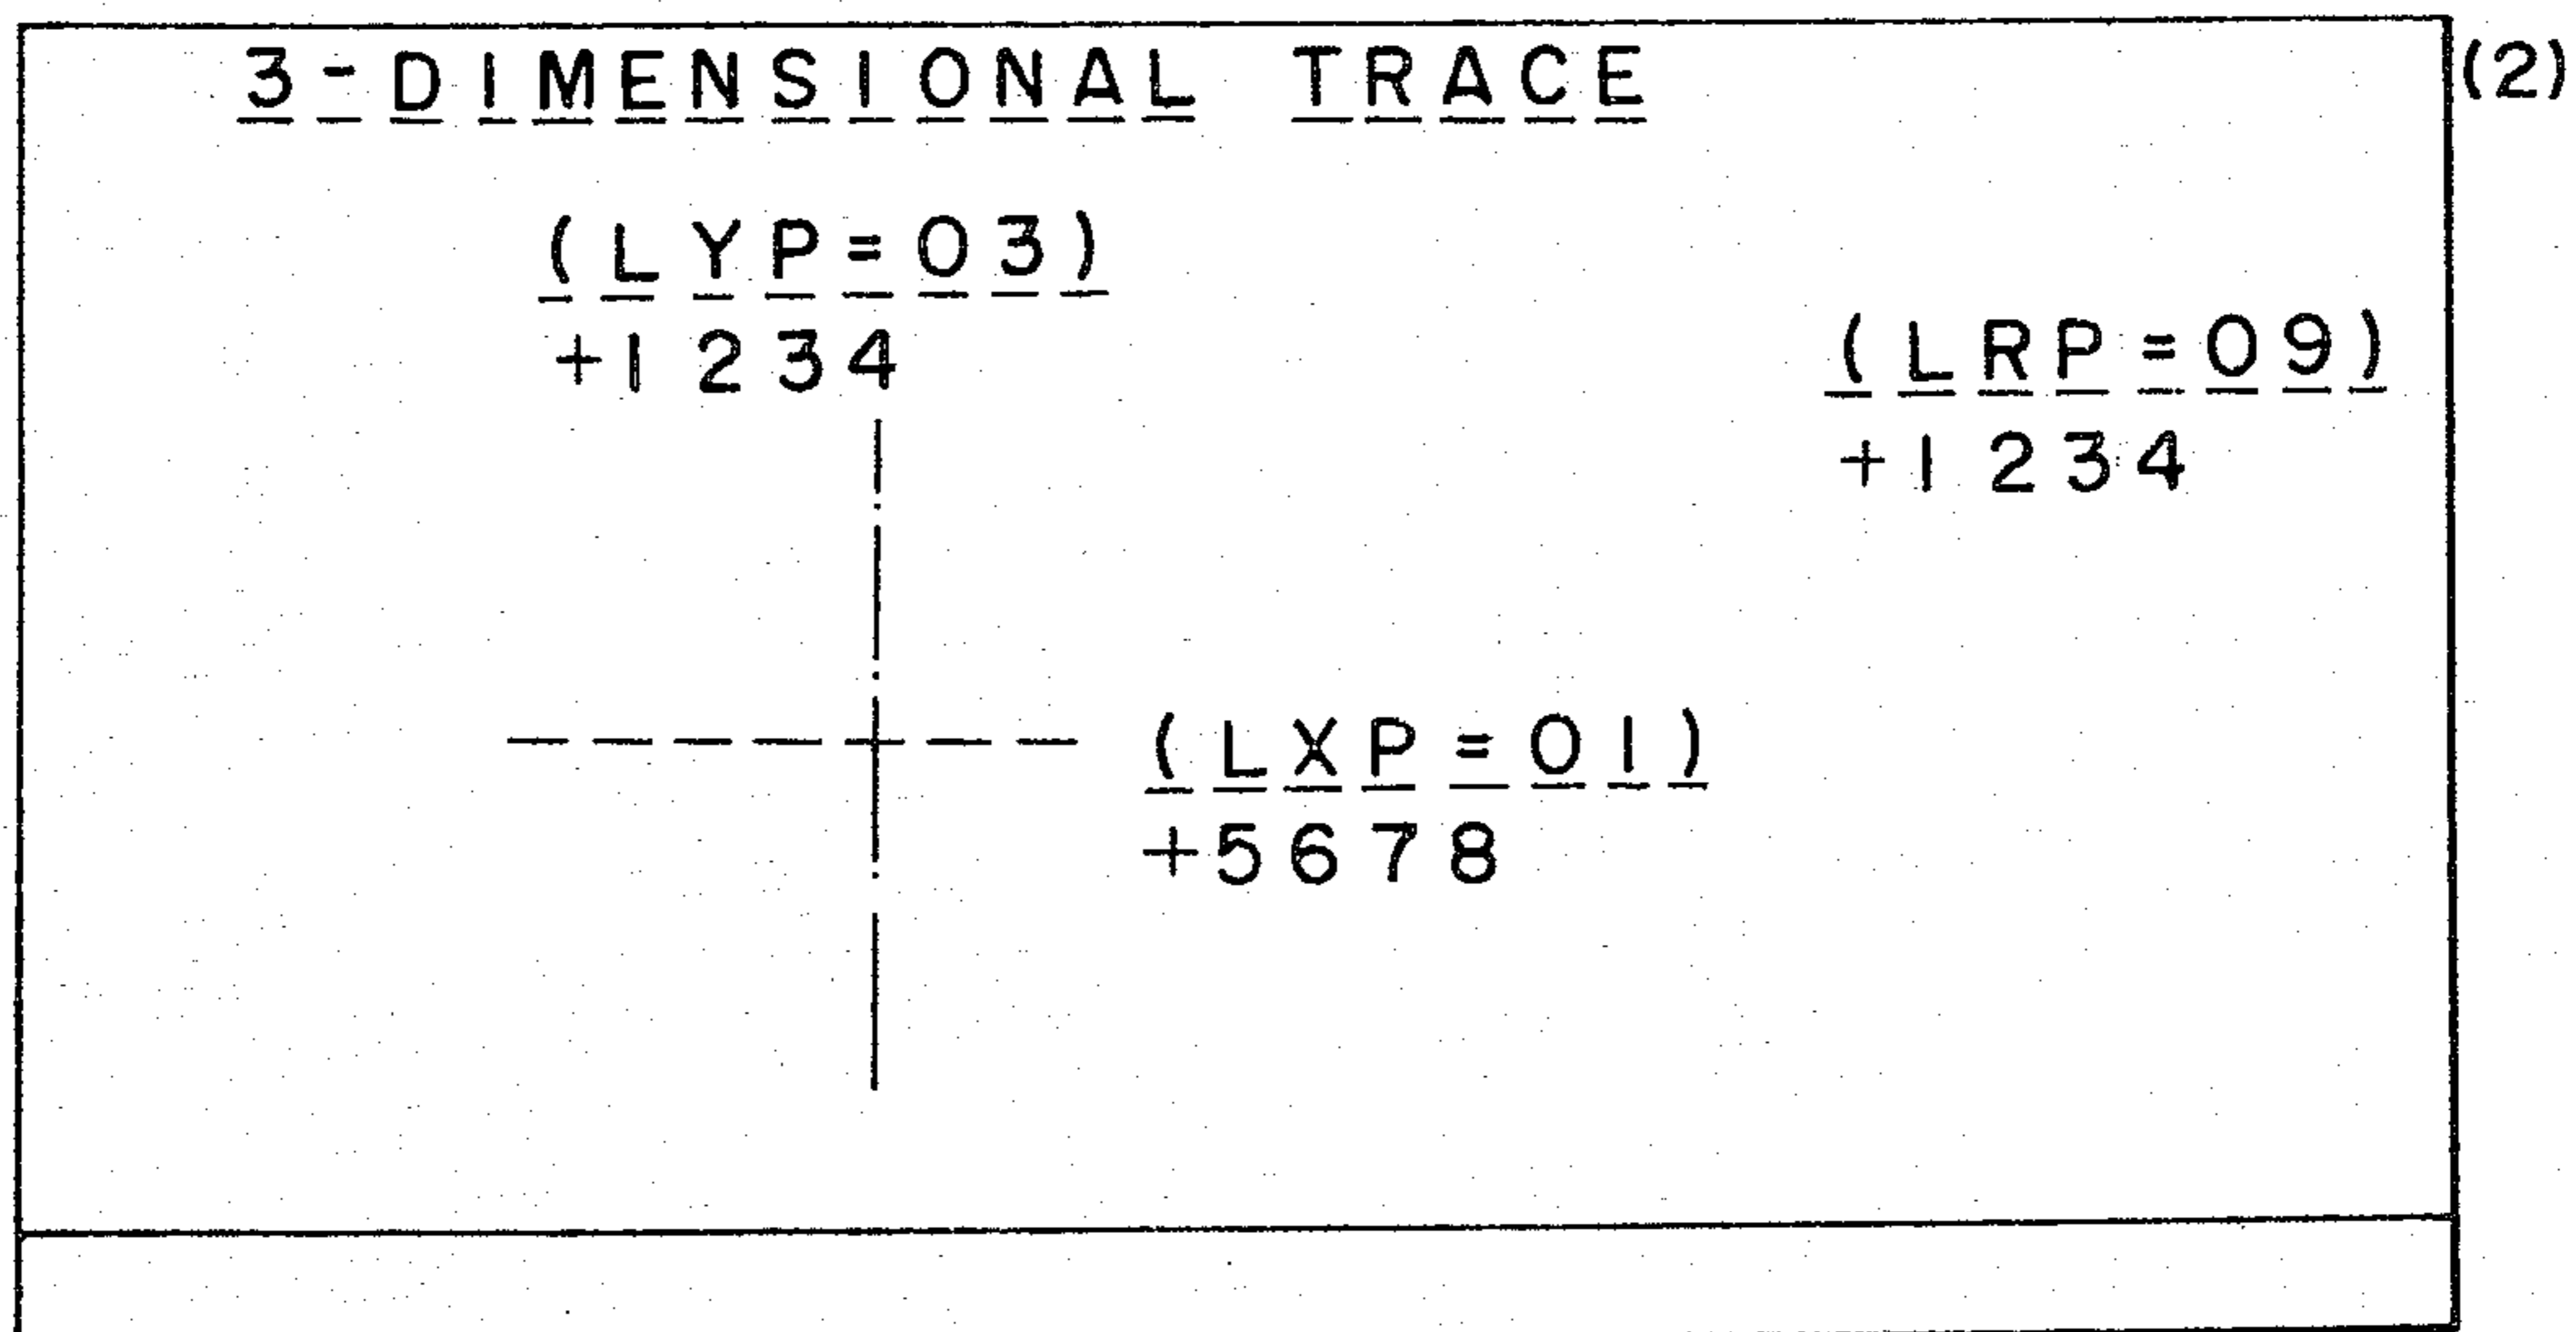 3-DIMENSIONAL TRACE
(2)
(LYP=03)
+1234
(LRP=09)
+1234
(LXP=01)
+5678